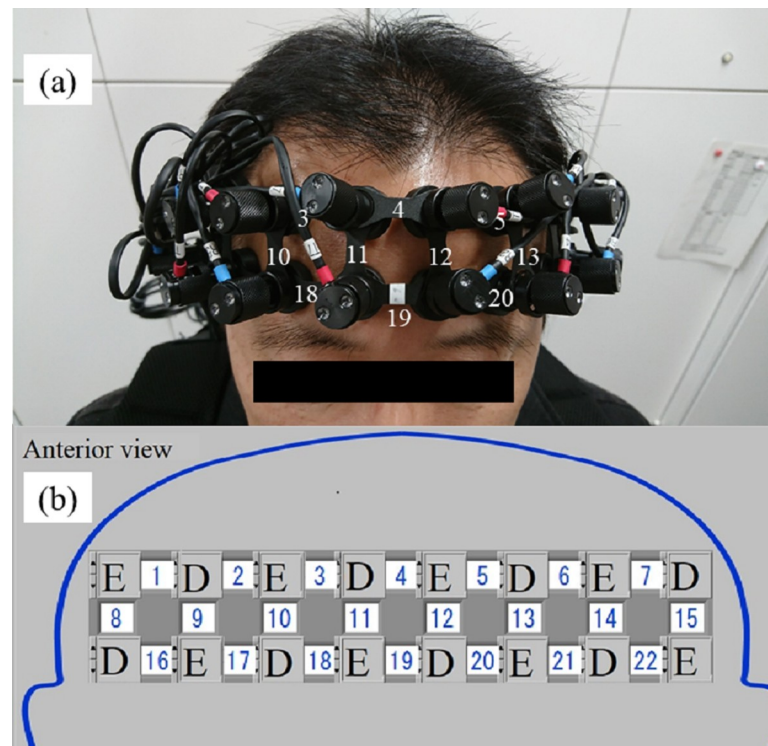 (a)
3 4 5
10 11 12 13
18 19 20
Anterior view
(b)
E 1 D 2 E 3 D 4 E 5 D 6 E 7 D
8 9 10 11 12 13 14 15
D 16 E 17 D 18 E 19 D 20 E 21 D 22 E